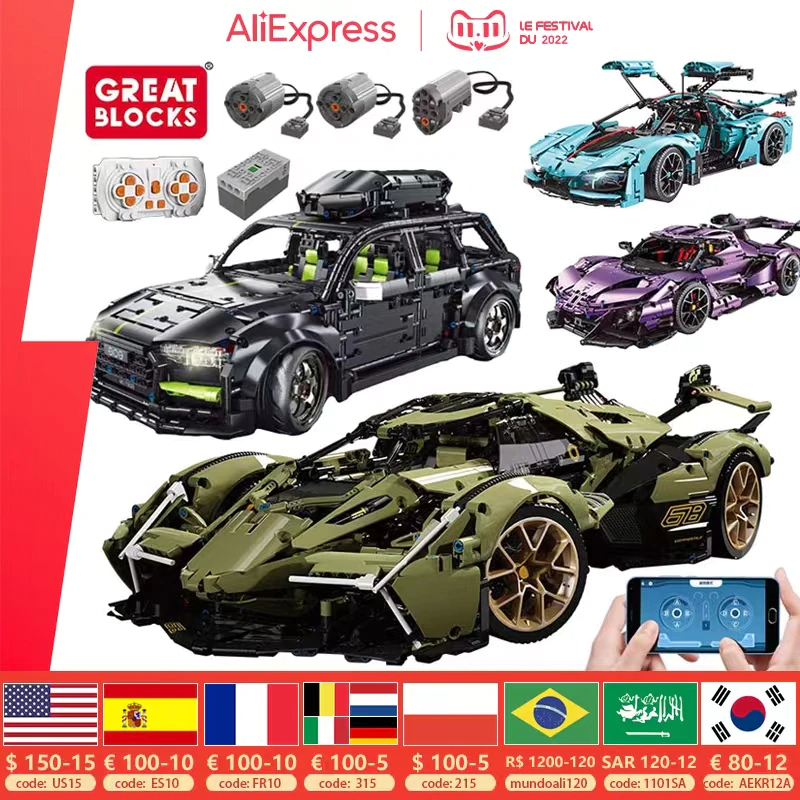 AliExpress
11.11 LE FESTIVAL
DU 2022
GREAT
BLOCKS
®
63
$ 150-15
code: US15
€ 100-10
code: ES10
€ 100-10
code: FR10
€ 100-5
code: 315
$ 100-5
code:215
R$ 1200-120
mundoali120
SAR 120-12
code: 1101SA
€ 80-12
code: AEKR12A